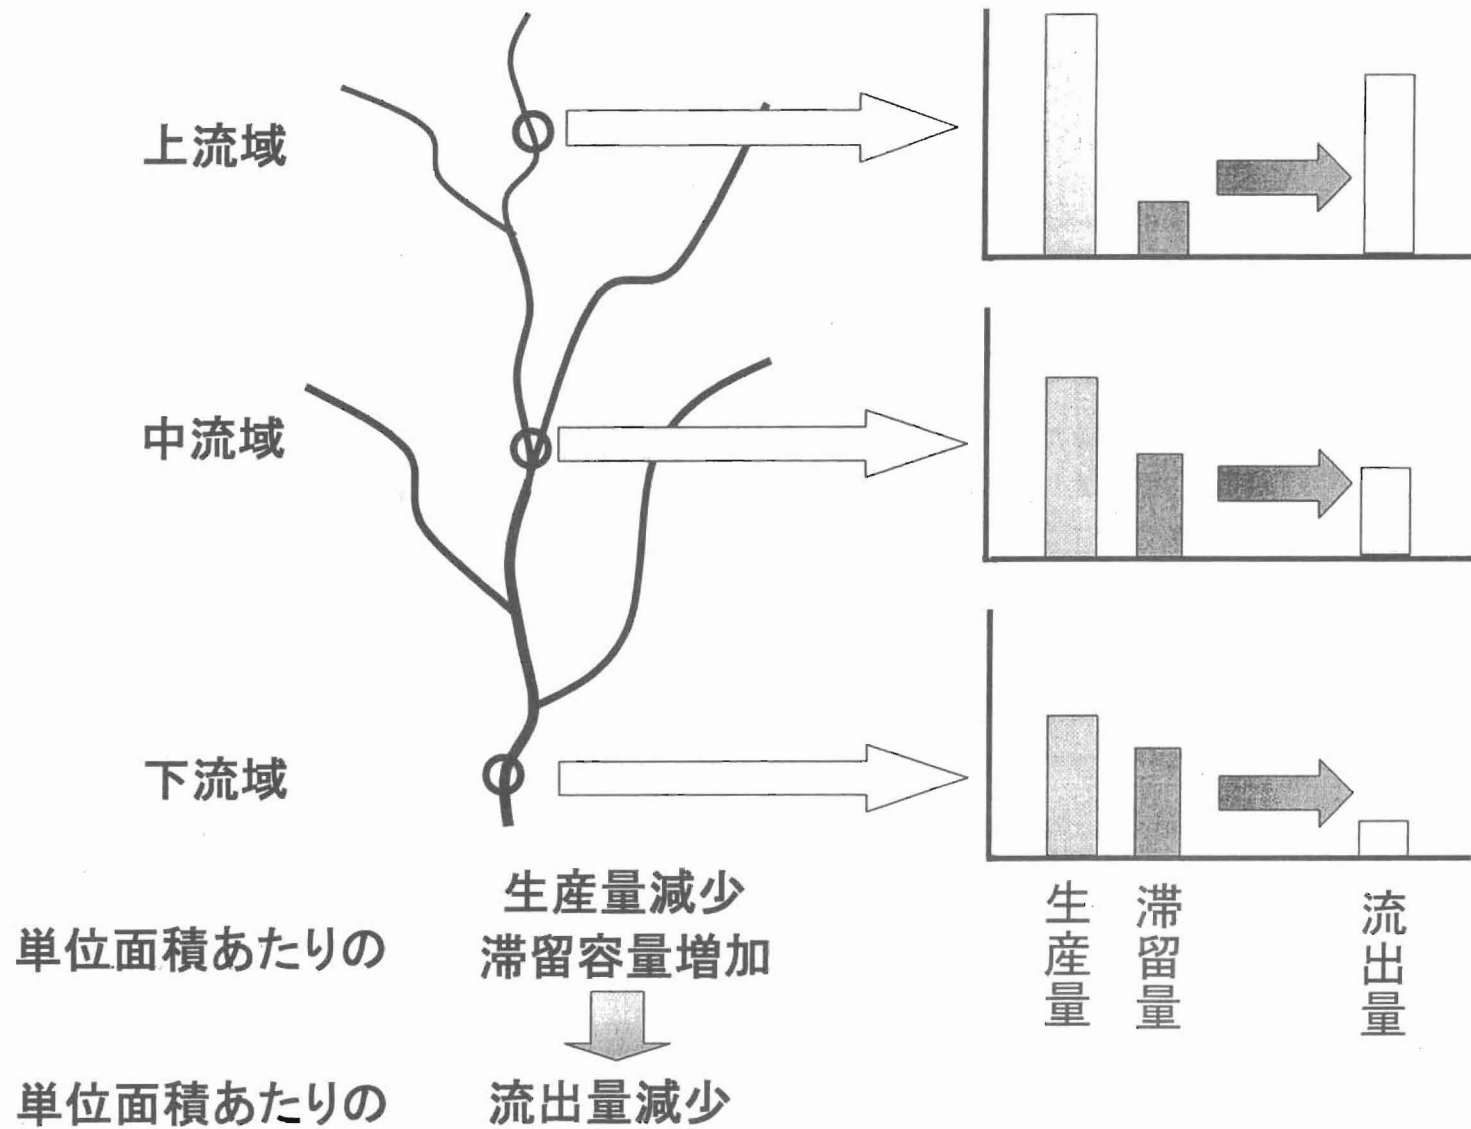 上流域
中流域
下流域
生産量
滞留量
流出量
生産量減少
単位面積あたりの
滞留容量増加
単位面積あたりの
流出量減少